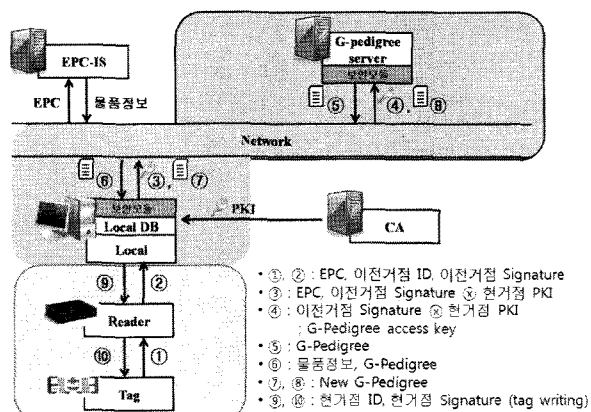 G-pedigree
server
보안모듈
EPC-IS
EPC
물품정보
⑤ ④, ⑧
Network
⑥ ③, ⑦
보안모듈
Local DB
Local
PKI
CA
⑨ ②
Reader
⑩ ①
Tag
• ①, ② : EPC, 이전거점 ID, 이전거점 Signature
• ③ : EPC, 이전거점 Signature ⓧ 현거점 PKI
• ④ : 이전거점 Signature ⓧ 현거점 PKI
; G-Pedigree access key
• ⑤ : G-Pedigree
• ⑥ : 물품정보, G-Pedigree
• ⑦, ⑧ : New G-Pedigree
• ⑨, ⑩ : 현거점 ID, 현거점 Signature (tag writing)